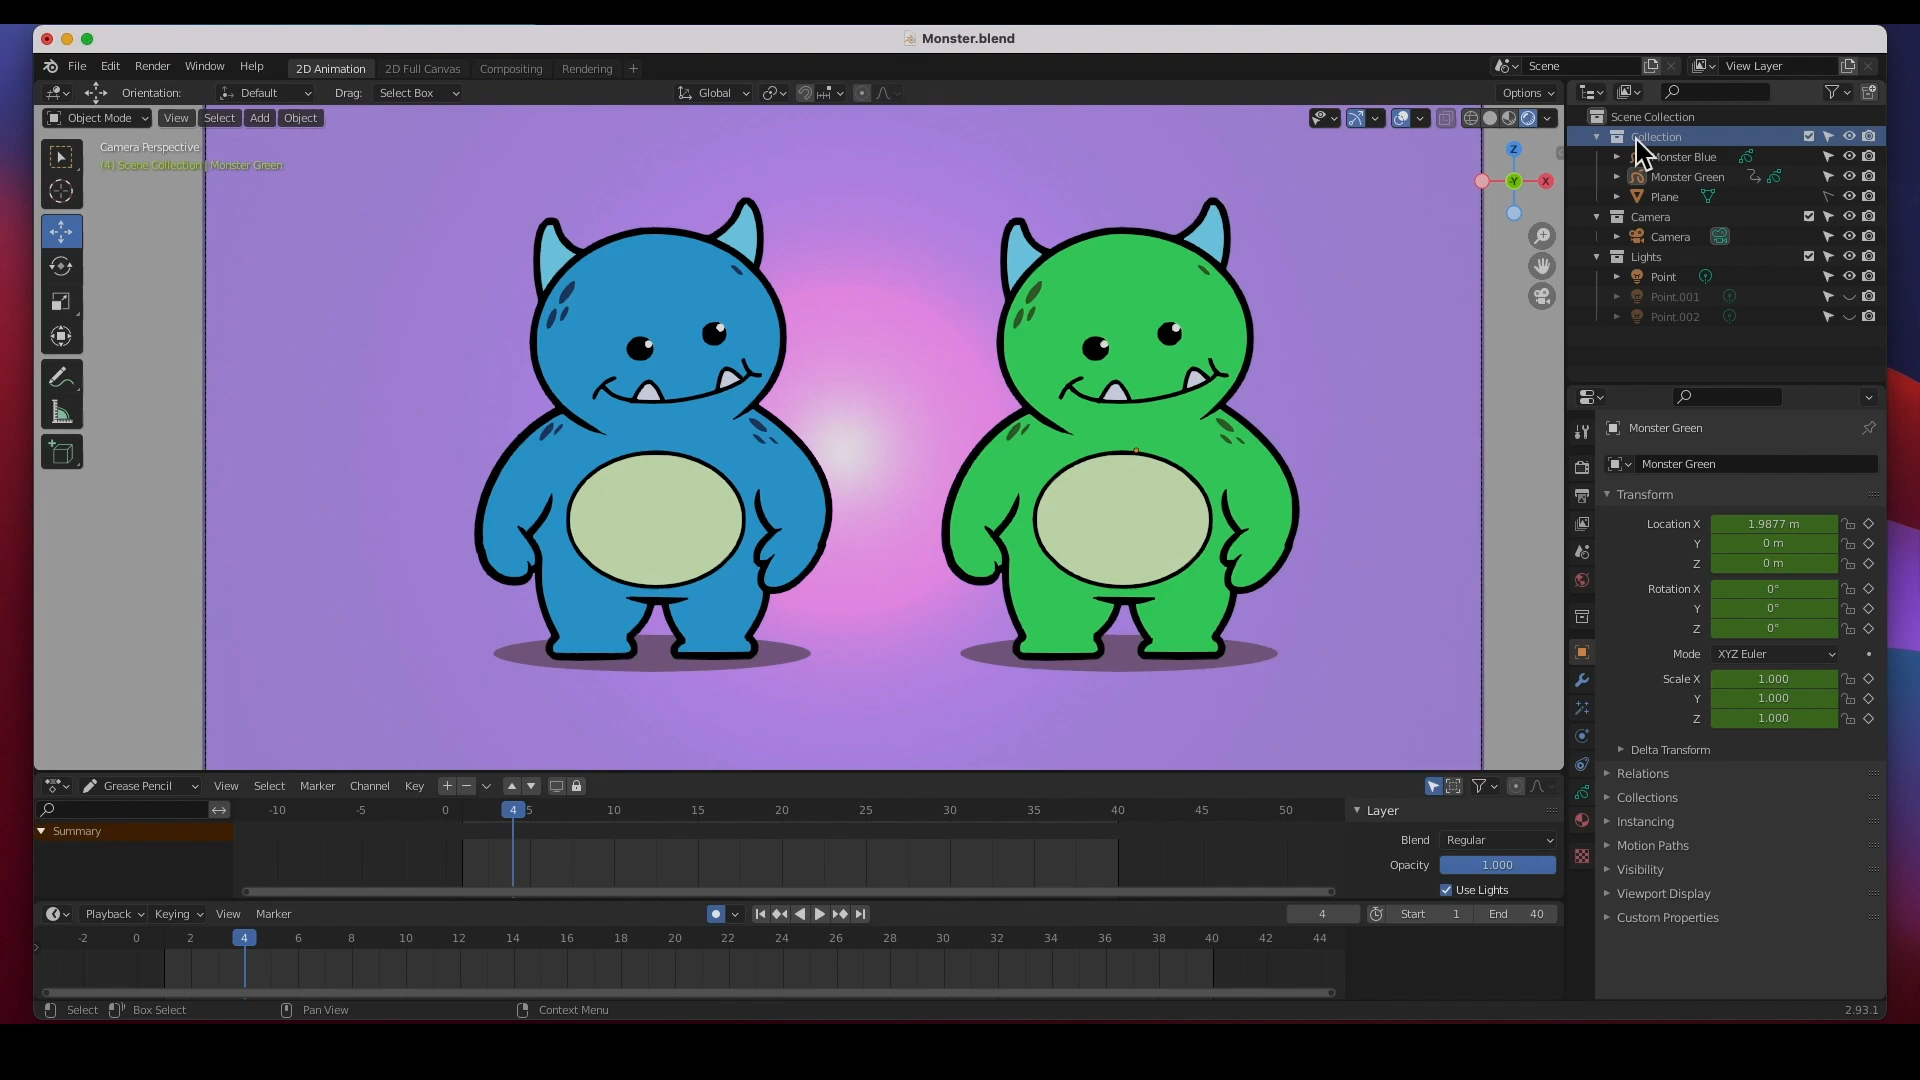 Monster.blend
File Edit Render Window Help 2D Animation 2D Full Canvas Compositing Rendering + Scene View Layer
Orientation: Default Drag: Select Box Global Options
Object Mode View Select Add Object
Camera Perspective
(4) Scene Collection | Monster Green
Z
Y X
Scene Collection
Collection
Monster Blue
Monster Green
Plane
Camera
Camera
Lights
Point
Point.001
Point.002
Monster Green
Monster Green
Transform
Location X 1.9877 m
Y 0 m
Z 0 m
Rotation X 0°
Y 0°
Z 0°
Mode XYZ Euler
Scale X 1.000
Y 1.000
Z 1.000
Delta Transform
Relations
Collections
Instancing
Motion Paths
Visibility
Viewport Display
Custom Properties
Grease Pencil View Select Marker Channel Key
-10 -5 0 4 5 10 15 20 25 30 35 40 45 50
Summary
Layer
Blend Regular
Opacity 1.000
Use Lights
Playback Keying View Marker 4 Start 1 End 40
-2 0 2 4 6 8 10 12 14 16 18 20 22 24 26 28 30 32 34 36 38 40 42 44
Select Box Select Pan View Context Menu 2.93.1